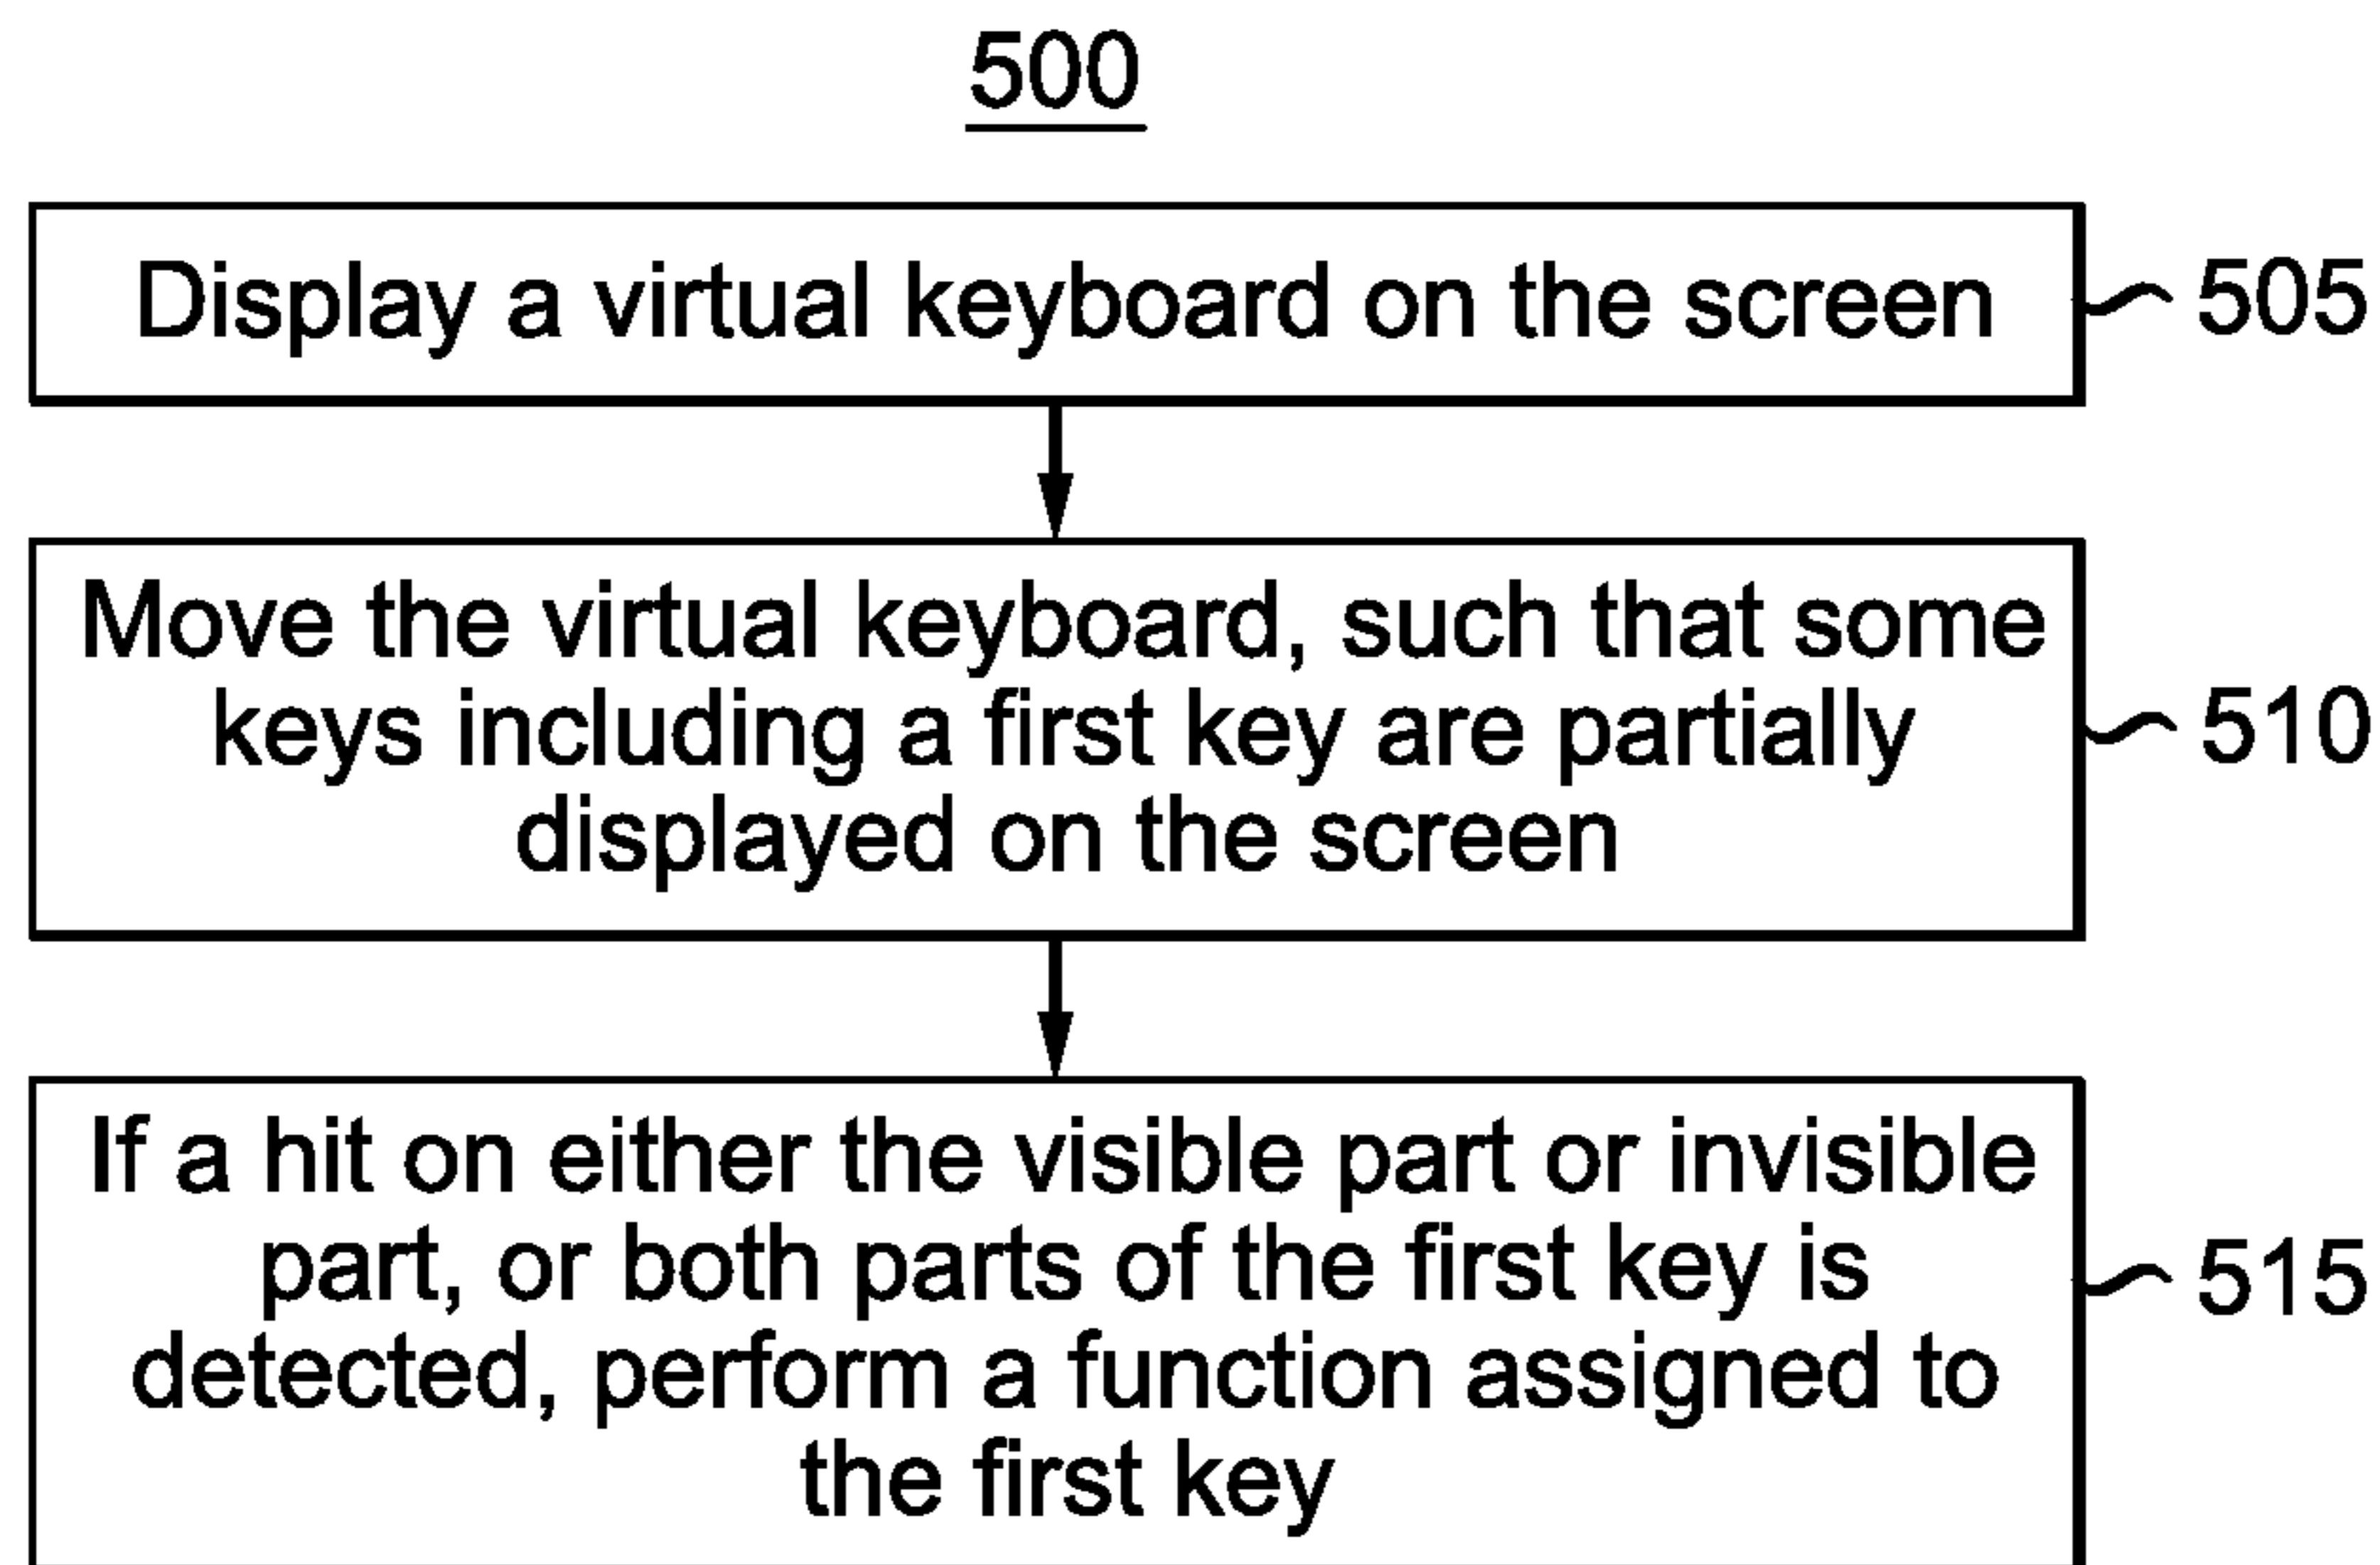 500
Display a virtual keyboard on the screen
505
Move the virtual keyboard, such that some
keys including a first key are partially
displayed on the screen
510
If a hit on either the visible part or invisible
part, or both parts of the first key is
detected, perform a function assigned to
the first key
515